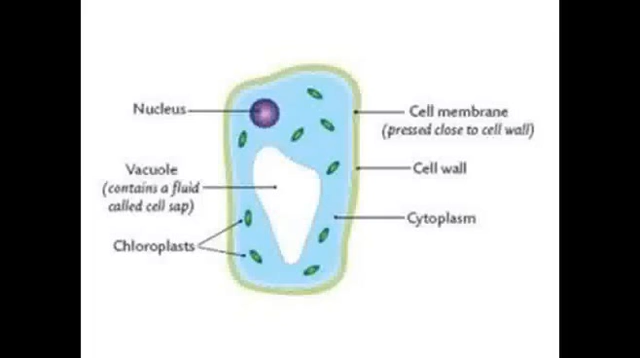 Nucleus
Cell membrane
(pressed close to cell wall)
Vacuole
(contains a fluid
called cell sap)
Cell wall
Cytoplasm
Chloroplasts